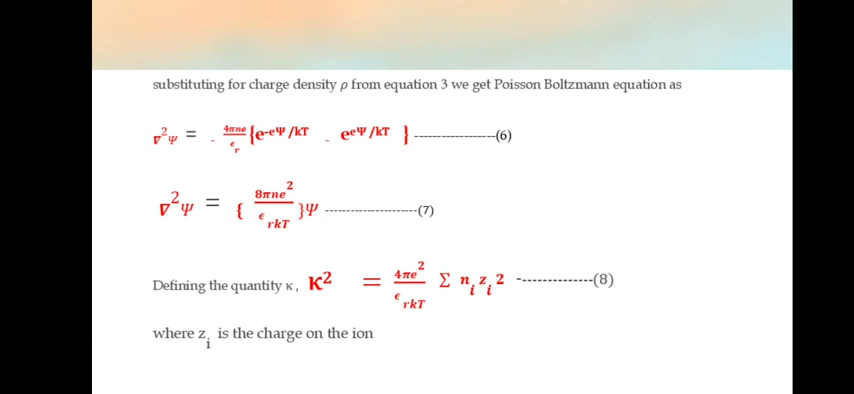 substituting for charge density ρ from equation 3 we get Poisson Boltzmann equation as
∇²Ψ = - 4πne/ϵr {e-eΨ/kT - eeΨ/kT } -------------------(6)
∇²Ψ = { 8πne²/ϵrkT }Ψ ---------------------(7)
Defining the quantity κ, K² = 4πe²/ϵrkT Σ nᵢzᵢ2 ---------------(8)
where zᵢ is the charge on the ion